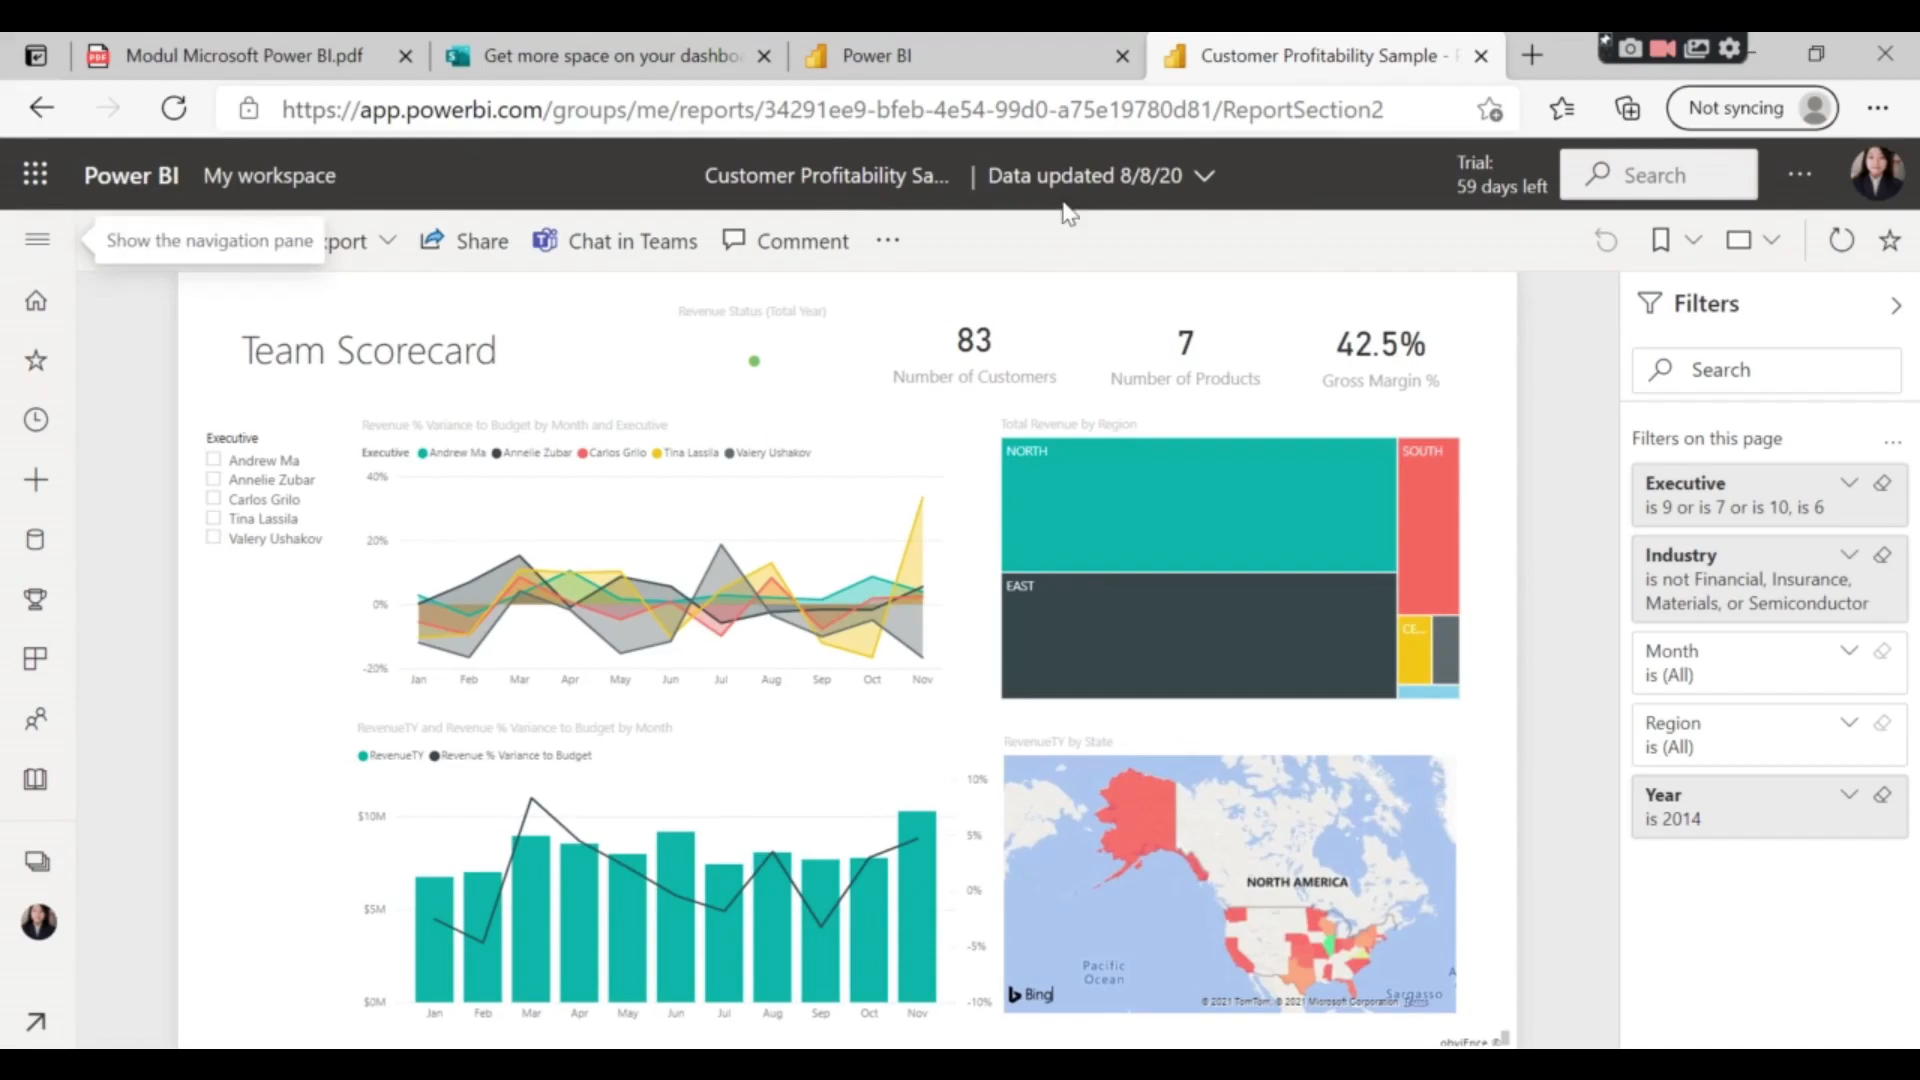 Modul Microsoft Power BI.pdf
Get more space on your dashbo
Power BI
Customer Profitability Sample -
https://app.powerbi.com/groups/me/reports/34291ee9-bfeb-4e54-99d0-a75e19780d81/ReportSection2
Not syncing
Power BI
My workspace
Customer Profitability Sa...
| Data updated 8/8/20
Trial:
59 days left
Search
Show the navigation pane
port
Share
Chat in Teams
Comment
Team Scorecard
Revenue Status (Total Year)
83
Number of Customers
7
Number of Products
42.5%
Gross Margin %
Executive
Andrew Ma
Annelie Zubar
Carlos Grilo
Tina Lassila
Valery Ushakov
Revenue % Variance to Budget by Month and Executive
Executive Andrew Ma Annelie Zubar Carlos Grilo Tina Lassila Valery Ushakov
40%
20%
0%
-20%
Jan Feb Mar Apr May Jun Jul Aug Sep Oct Nov
Total Revenue by Region
NORTH
SOUTH
EAST
CE...
RevenueTY and Revenue % Variance to Budget by Month
RevenueTY Revenue % Variance to Budget
$10M
$5M
$0M
10%
5%
0%
-5%
-10%
Jan Feb Mar Apr May Jun Jul Aug Sep Oct Nov
RevenueTY by State
NORTH AMERICA
Pacific
Ocean
A
Sargasso
Bing
© 2021 TomTom, © 2021 Microsoft Corporation Terms
obviEnce ©
Filters
Search
Filters on this page
Executive
is 9 or is 7 or is 10, is 6
Industry
is not Financial, Insurance,
Materials, or Semiconductor
Month
is (All)
Region
is (All)
Year
is 2014